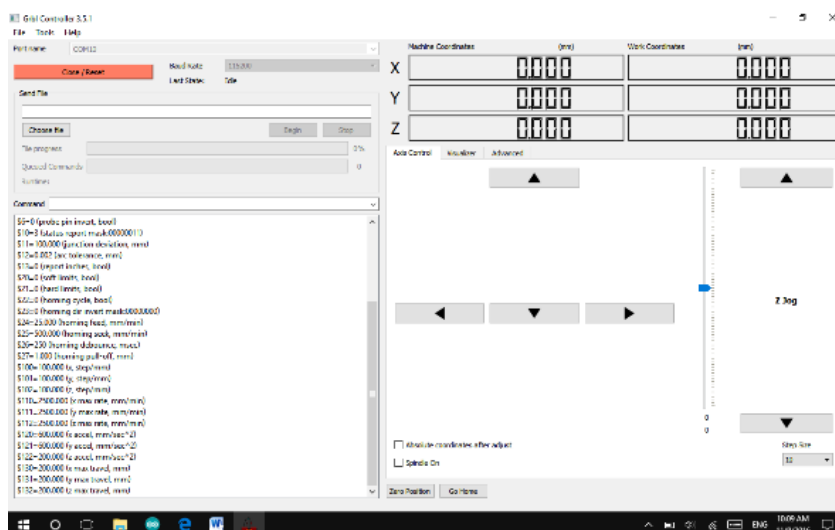 Grbl Controller 3.5.1
File Tools Help
Port name COM12
Close / Reset
Baud Rate 115200
Last State: Idle
Send File
Choose file Begin Stop
File progress 0%
Queued Commands 0
Runtime:
Command
$6=0 (probe pin invert, bool)
$10=3 (status report mask:00000011)
$11=100.000 (junction deviation, mm)
$12=0.002 (arc tolerance, mm)
$13=0 (report inches, bool)
$20=0 (soft limits, bool)
$21=0 (hard limits, bool)
$22=0 (homing cycle, bool)
$23=0 (homing dir invert mask:00000000)
$24=25.000 (homing feed, mm/min)
$25=500.000 (homing seek, mm/min)
$26=250 (homing debounce, msec)
$27=1.000 (homing pull-off, mm)
$100=100.000 (x, step/mm)
$101=100.000 (y, step/mm)
$102=100.000 (z, step/mm)
$110=2500.000 (x max rate, mm/min)
$111=2500.000 (y max rate, mm/min)
$112=2500.000 (z max rate, mm/min)
$120=600.000 (x accel, mm/sec^2)
$121=600.000 (y accel, mm/sec^2)
$122=200.000 (z accel, mm/sec^2)
$130=200.000 (x max travel, mm)
$131=200.000 (y max travel, mm)
$132=200.000 (z max travel, mm)
Machine Coordinates (mm) Work Coordinates (mm)
X 0.000 0.000
Y 0.000 0.000
Z 0.000 0.000
Axis Control Visualizer Advanced
Z Jog
0
0
Absolute coordinates after adjust
Spindle On
Step Size
10
Zero Position Go Home
ENG 10:09 AM